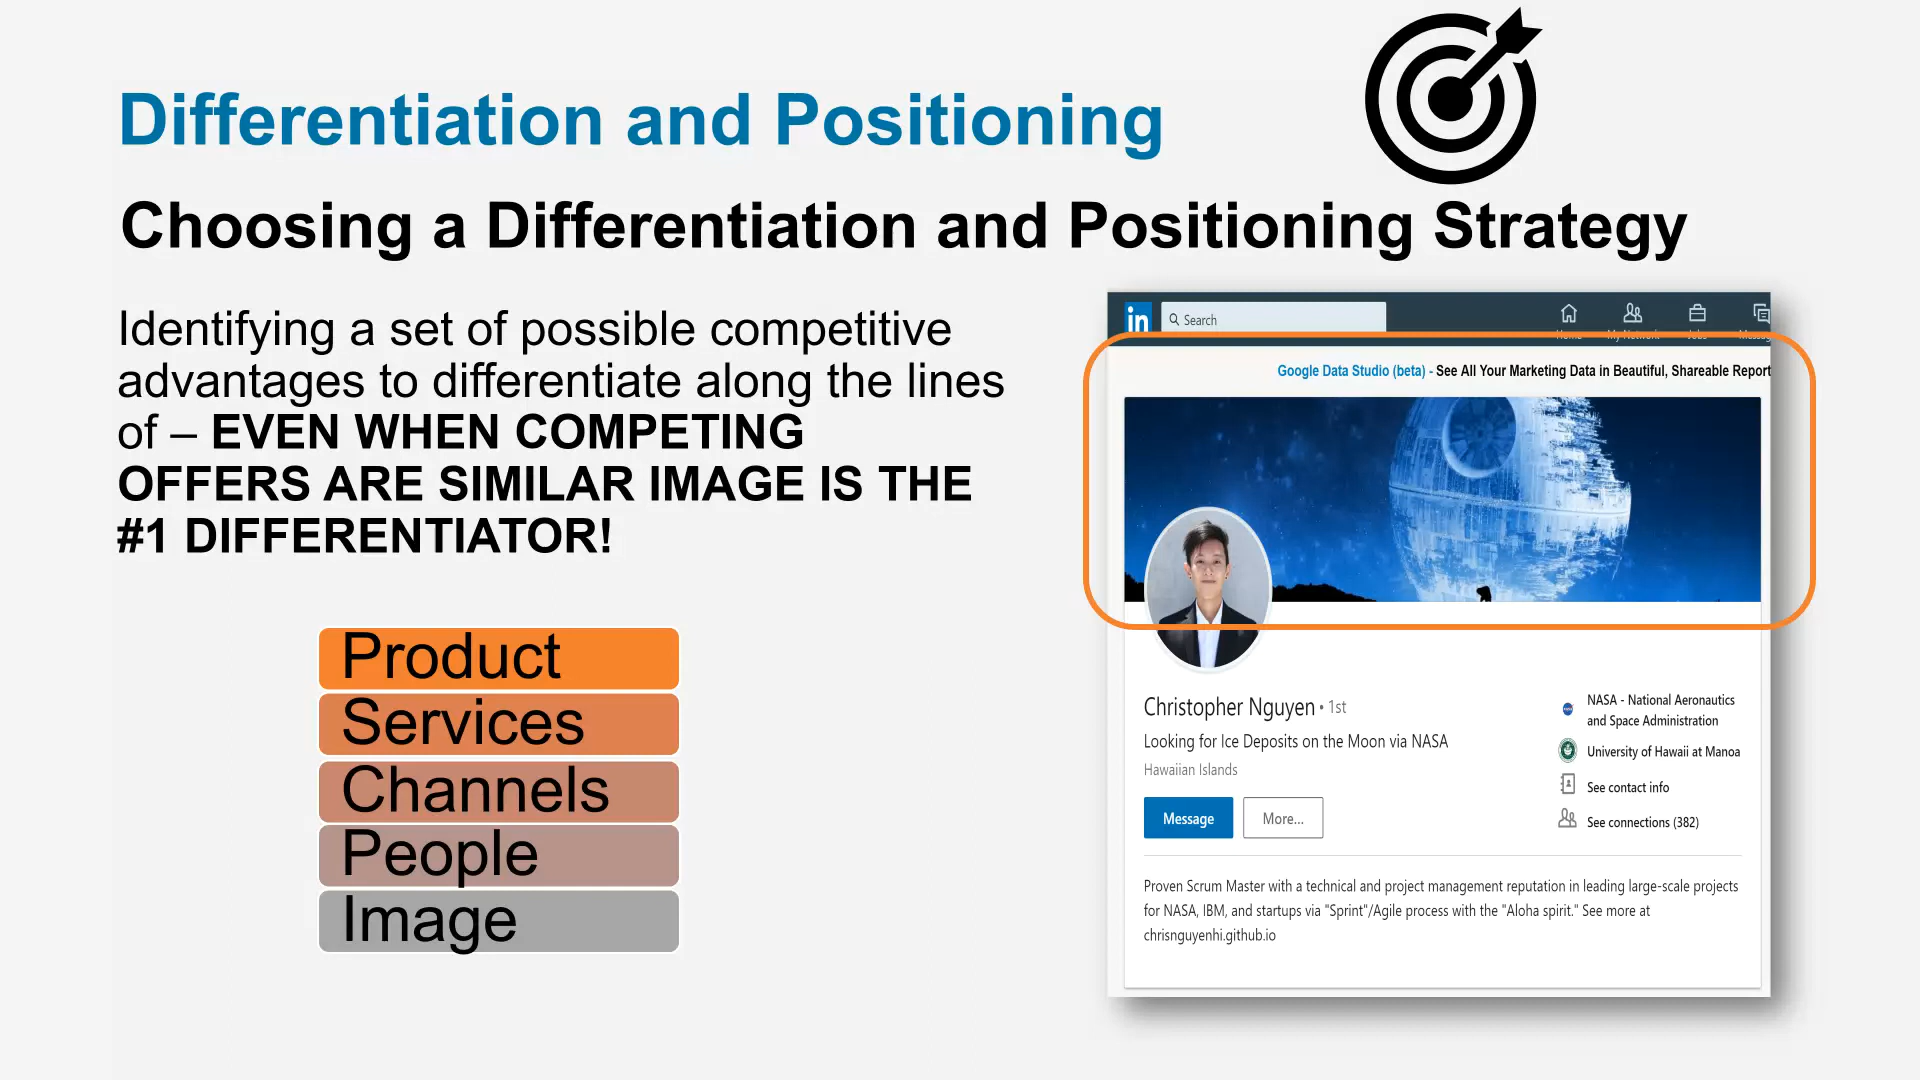 Differentiation and Positioning
Choosing a Differentiation and Positioning Strategy
Identifying a set of possible competitive
advantages to differentiate along the lines
of – EVEN WHEN COMPETING
OFFERS ARE SIMILAR IMAGE IS THE
#1 DIFFERENTIATOR!
Product
Services
Channels
People
Image
in
Search
Google Data Studio (beta) - See All Your Marketing Data in Beautiful, Shareable Report
Christopher Nguyen • 1st
Looking for Ice Deposits on the Moon via NASA
Hawaiian Islands
Message
More...
NASA - National Aeronautics
and Space Administration
University of Hawaii at Manoa
See contact info
See connections (382)
Proven Scrum Master with a technical and project management reputation in leading large-scale projects
for NASA, IBM, and startups via "Sprint"/Agile process with the "Aloha spirit." See more at
chrisnguyenhi.github.io